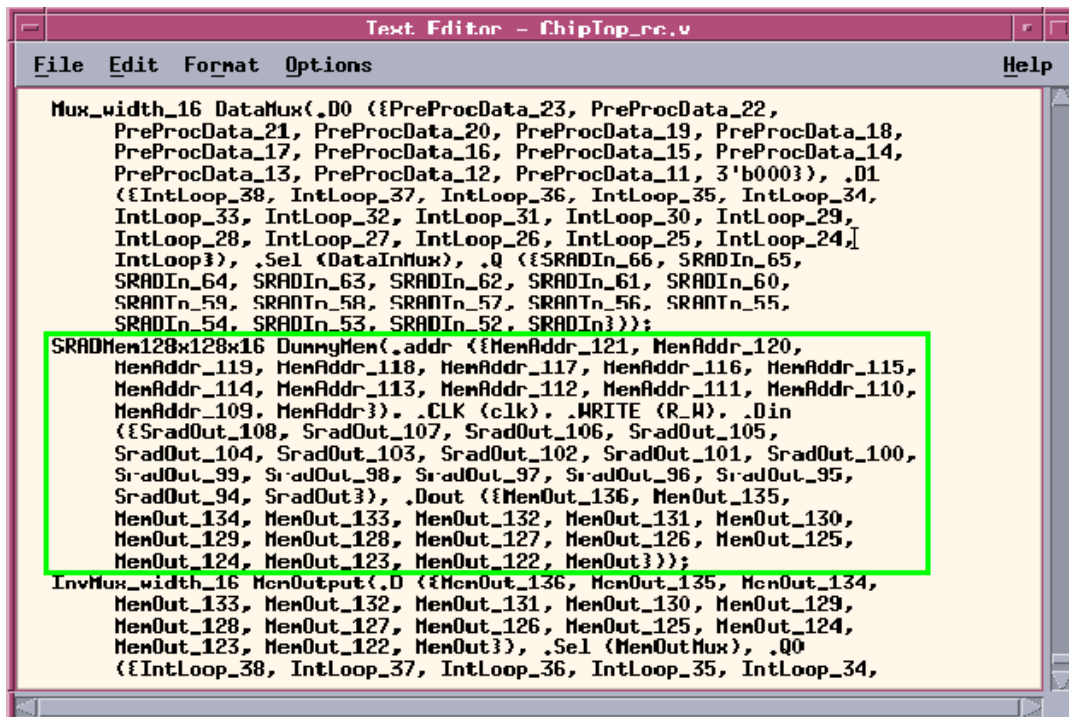 Text Editor - ChipTop_rc.v
File Edit Format Options Help
Mux_width_16 DataMux(.D0 ({PreProcData_23, PreProcData_22,
PreProcData_21, PreProcData_20, PreProcData_19, PreProcData_18,
PreProcData_17, PreProcData_16, PreProcData_15, PreProcData_14,
PreProcData_13, PreProcData_12, PreProcData_11, 3'b000}), .D1
({IntLoop_38, IntLoop_37, IntLoop_36, IntLoop_35, IntLoop_34,
IntLoop_33, IntLoop_32, IntLoop_31, IntLoop_30, IntLoop_29,
IntLoop_28, IntLoop_27, IntLoop_26, IntLoop_25, IntLoop_24,
IntLoop}), .Sel (DataInMux), .Q ({SRADIn_66, SRADIn_65,
SRADIn_64, SRADIn_63, SRADIn_62, SRADIn_61, SRADIn_60,
SRADIn_59, SRADIn_58, SRADIn_57, SRADIn_56, SRADIn_55,
SRADIn_54, SRADIn_53, SRADIn_52, SRADIn}));
SRADMem128x128x16 DummyMem(.addr ({MemAddr_121, MemAddr_120,
MemAddr_119, MemAddr_118, MemAddr_117, MemAddr_116, MemAddr_115,
MemAddr_114, MemAddr_113, MemAddr_112, MemAddr_111, MemAddr_110,
MemAddr_109, MemAddr}), .CLK (clk), .WRITE (R_W), .Din
({SradOut_108, SradOut_107, SradOut_106, SradOut_105,
SradOut_104, SradOut_103, SradOut_102, SradOut_101, SradOut_100,
SradOut_99, SradOut_98, SradOut_97, SradOut_96, SradOut_95,
SradOut_94, SradOut}), .Dout ({MemOut_136, MemOut_135,
MemOut_134, MemOut_133, MemOut_132, MemOut_131, MemOut_130,
MemOut_129, MemOut_128, MemOut_127, MemOut_126, MemOut_125,
MemOut_124, MemOut_123, MemOut_122, MemOut}));
InvMux_width_16 MemOutput(.D ({MemOut_136, MemOut_135, MemOut_134,
MemOut_133, MemOut_132, MemOut_131, MemOut_130, MemOut_129,
MemOut_128, MemOut_127, MemOut_126, MemOut_125, MemOut_124,
MemOut_123, MemOut_122, MemOut}), .Sel (MemOutMux), .Q0
({IntLoop_38, IntLoop_37, IntLoop_36, IntLoop_35, IntLoop_34,